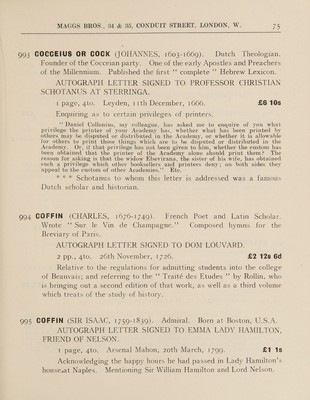 MAGGS BROS., 34 & 35, CONDUIT STREET, LONDON, W. 75
993 COCCEIUS OR COCK (JOHANNES, 1603-1669). Dutch Theologian.
Founder of the Cocceian party. One of the early Apostles and Preachers
of the Millennium. Published the first " complete " Hebrew Lexicon.
AUTOGRAPH LETTER SIGNED TO PROFESSOR CHRISTIAN
SCHOTANUS AT STERRINGA.
1 page, 4to. Leyden, 11th December, 1666. £6 10s
Enquiring as to certain privileges of printers.
" Daniel Collonius, my colleague, has asked me to enquire of you what
privilege the printer of your Academy has, whether what has been printed by
others may be disputed or distributed in the Academy, or whether it is allowable
for others to print those things which are to be disputed or distributed in the
Academy. Or, if that privilege has not been given to him, whether the custom has
been obtained that the printer of the Academy alone should print them? The
reason for asking is that the widow Elsevirana, the sister of his wife, has obtained
such a privilege which other booksellers and printers deny; on both sides they
appeal to the custom of other Academies." Etc.
* * * Schotanus to whom this letter is addressed was a famous
Dutch scholar and historian.
994 COFFIN (CHARLES, 1676-1749). French Poet and Latin Scholar.
Wrote " Sur le Vin de Champagne." Composed hymns for the
Breviary of Paris.
AUTOGRAPH LETTER SIGNED TO DOM LOUVARD.
2 pp., 4to. 26th November, 1726. £2 12s 6d
Relative to the regulations for admitting students into the college
of Beauvais; and referring to the " Traité des Etudes " by Rollin, who
is bringing out a second edition of that work, as well as a third volume
which treats of the study of history.
995 COFFIN (SIR ISAAC, 1759-1839). Admiral. Born at Boston, U.S.A.
AUTOGRAPH LETTER SIGNED TO EMMA LADY HAMILTON,
FRIEND OF NELSON.
1 page, 4to. Arsenal Mahon, 20th March, 1799. £1 1s
Acknowledging the happy hours he had passed in Lady Hamilton's
house at Naples. Mentioning Sir William Hamilton and Lord Nelson.